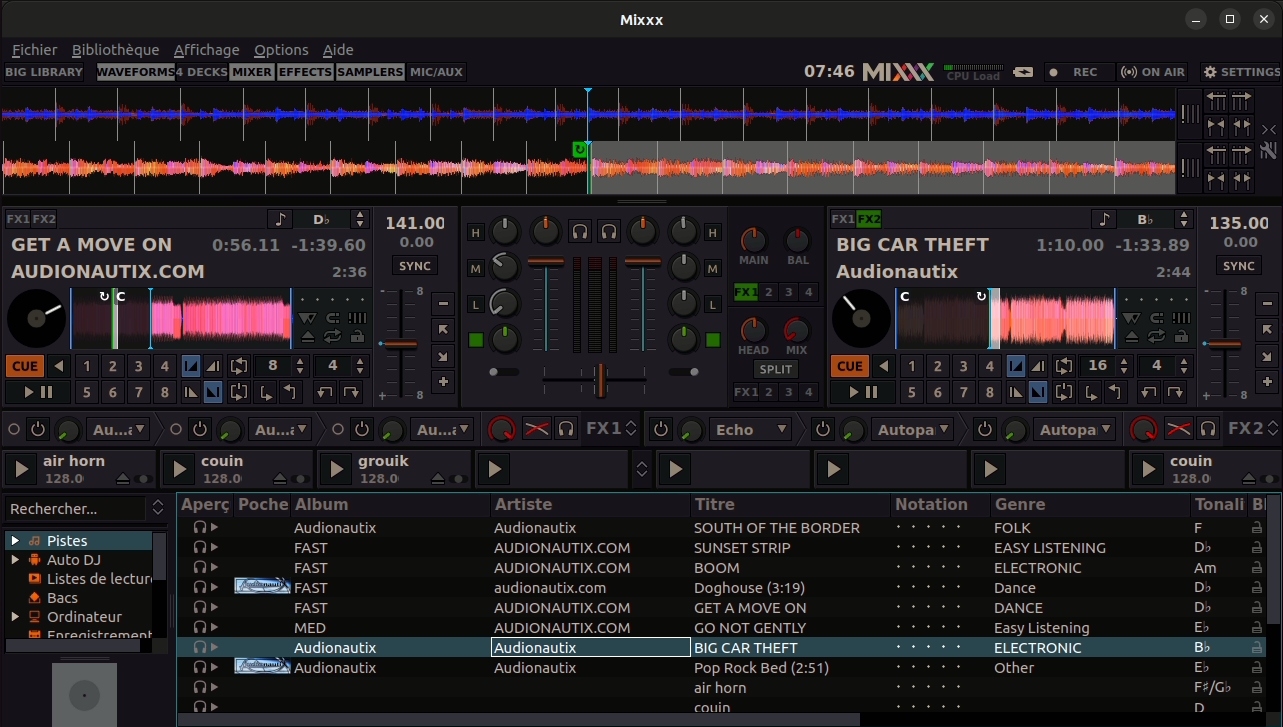 Mixxx
Fichier Bibliothèque Affichage Options Aide
BIG LIBRARY WAVEFORMS 4 DECKS MIXER EFFECTS SAMPLERS MIC/AUX 07:46 MIXXX CPU Load REC ON AIR SETTINGS
FX1 FX2 D♭ 141.00
GET A MOVE ON 0:56.11 -1:39.60 0.00
AUDIONAUTIX.COM 2:36 SYNC
C
8
CUE 1 2 3 4 8 4
5 6 7 8 8
H H
M M
L L
MAIN BAL
FX1 2 3 4
HEAD MIX
SPLIT
FX1 2 3 4
FX1 FX2 B♭ 135.00
BIG CAR THEFT 1:10.00 -1:33.89 0.00
Audionautix 2:44 SYNC
C
8
CUE 1 2 3 4 16 4
5 6 7 8 8
Au...a Au...a Au...a FX1 Echo Autopa Autopa FX2
air horn couin grouik couin
128.0 128.0 128.0 128.0
Rechercher...
Pistes
Auto DJ
Listes de lecture
Bacs
Ordinateur
Enregistrement
Aperç Poche Album Artiste Titre Notation Genre Tonali
Audionautix Audionautix SOUTH OF THE BORDER FOLK F
FAST AUDIONAUTIX.COM SUNSET STRIP EASY LISTENING D♭
FAST AUDIONAUTIX.COM BOOM ELECTRONIC Am
FAST audionautix.com Doghouse (3:19) Dance D♭
FAST AUDIONAUTIX.COM GET A MOVE ON DANCE D♭
MED AUDIONAUTIX.COM GO NOT GENTLY Easy Listening E♭
Audionautix Audionautix BIG CAR THEFT ELECTRONIC B♭
Audionautix Audionautix Pop Rock Bed (2:51) Other E♭
air horn F♯/G♭
couin D